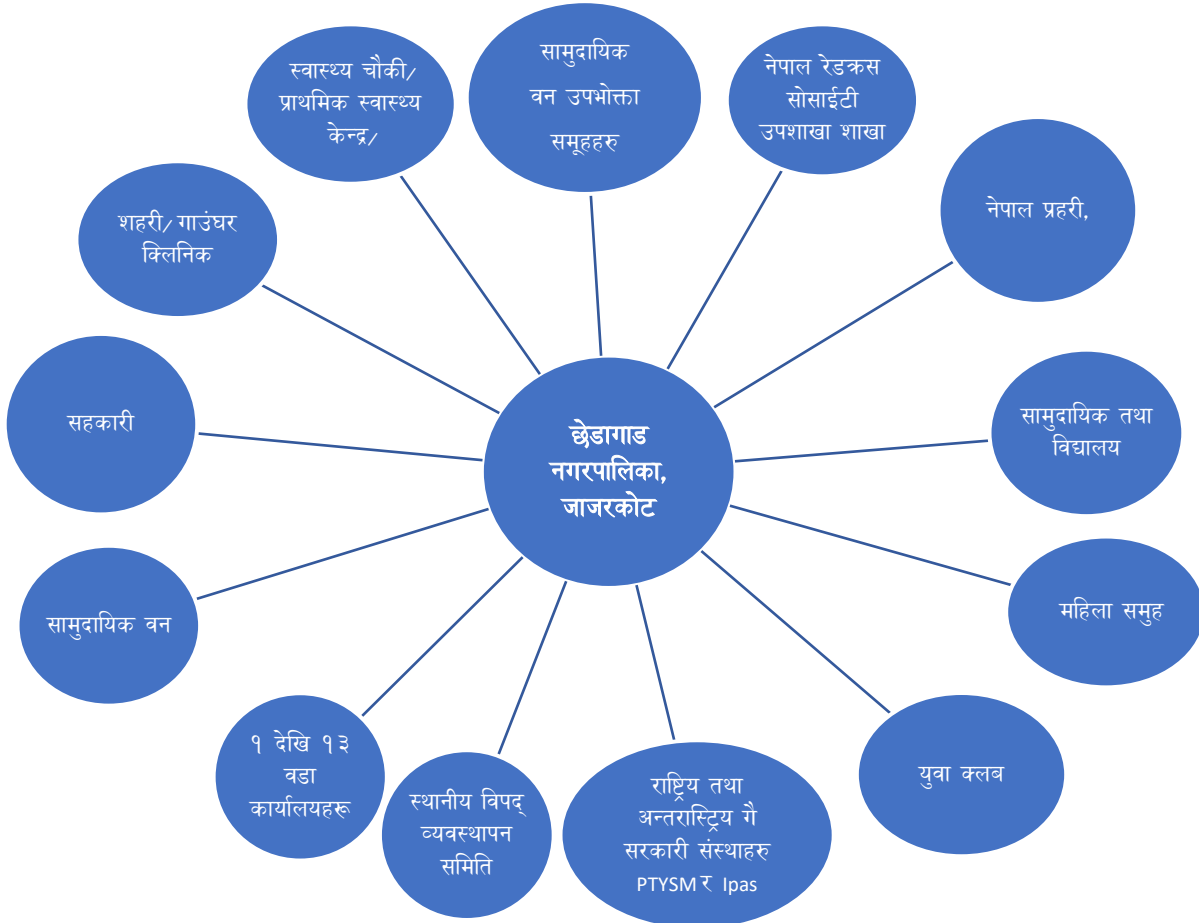 सामुदायिक
वन उपभोक्ता
समूहहरु
नेपाल रेडक्रस
सोसाईटी
उपशाखा शाखा
नेपाल प्रहरी,
सामुदायिक तथा
विद्यालय
महिला समुह
युवा क्लब
राष्ट्रिय तथा
अन्तरास्ट्रिय गै
सरकारी संस्थाहरु
PTYSM र Ipas
स्थानीय विपद्
व्यवस्थापन
समिति
१ देखि १३
वडा
कार्यालयहरू
सामुदायिक वन
सहकारी
शहरी/ गाउंघर
क्लिनिक
स्वास्थ्य चौकी/
प्राथमिक स्वास्थ्य
केन्द्र/
छेडागाड
नगरपालिका,
जाजरकोट